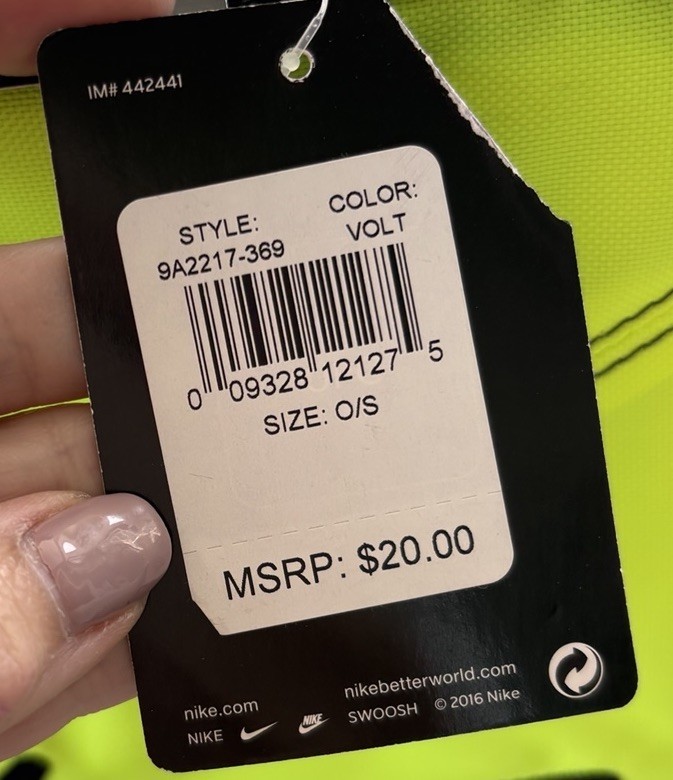 IM# 442441
STYLE:
9A2217-369
COLOR:
VOLT
0 09328 12127 5
SIZE: O/S
MSRP: $20.00
nike.com
nikebetterworld.com
NIKE NIKE SWOOSH © 2016 Nike